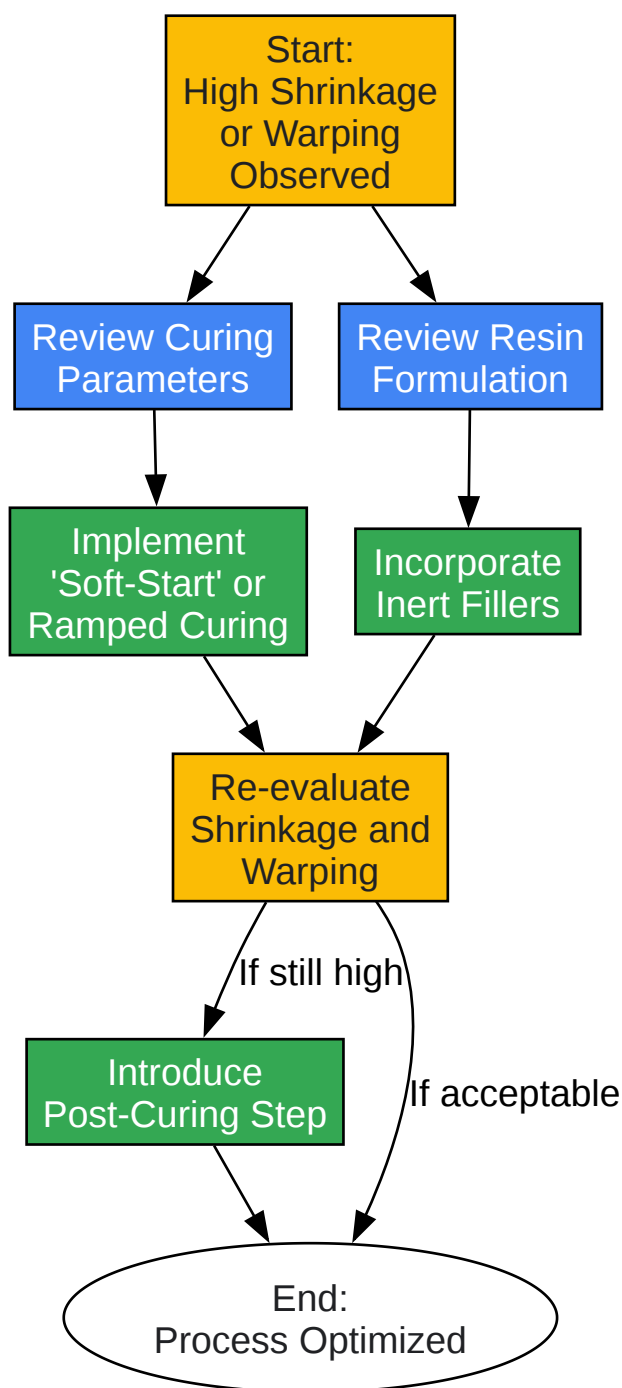 Start:
High Shrinkage
or Warping
Observed
Review Curing
Parameters
Review Resin
Formulation
Implement
'Soft-Start' or
Ramped Curing
Incorporate
Inert Fillers
Re-evaluate
Shrinkage and
Warping
If still high
Introduce
Post-Curing Step
If acceptable
End:
Process Optimized